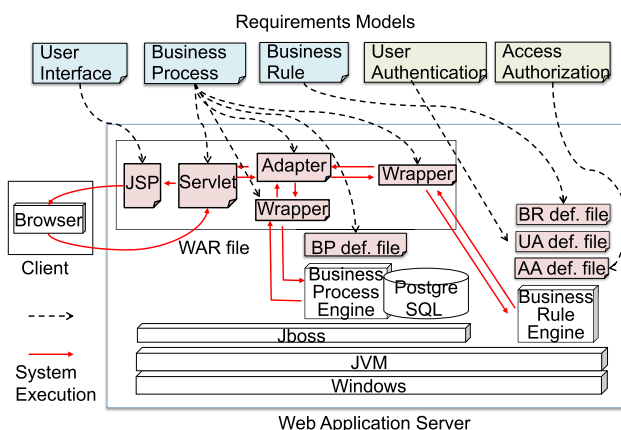 Requirements Models
User
Interface
Business
Process
Business
Rule
User
Authentication
Access
Authorization
JSP
Servlet
Adapter
Wrapper
Wrapper
Browser
Client
WAR file
BP def. file
BR def. file
UA def. file
AA def. file
Business
Process
Engine
Postgre
SQL
Business
Rule
Engine
Jboss
JVM
Windows
System
Execution
Web Application Server